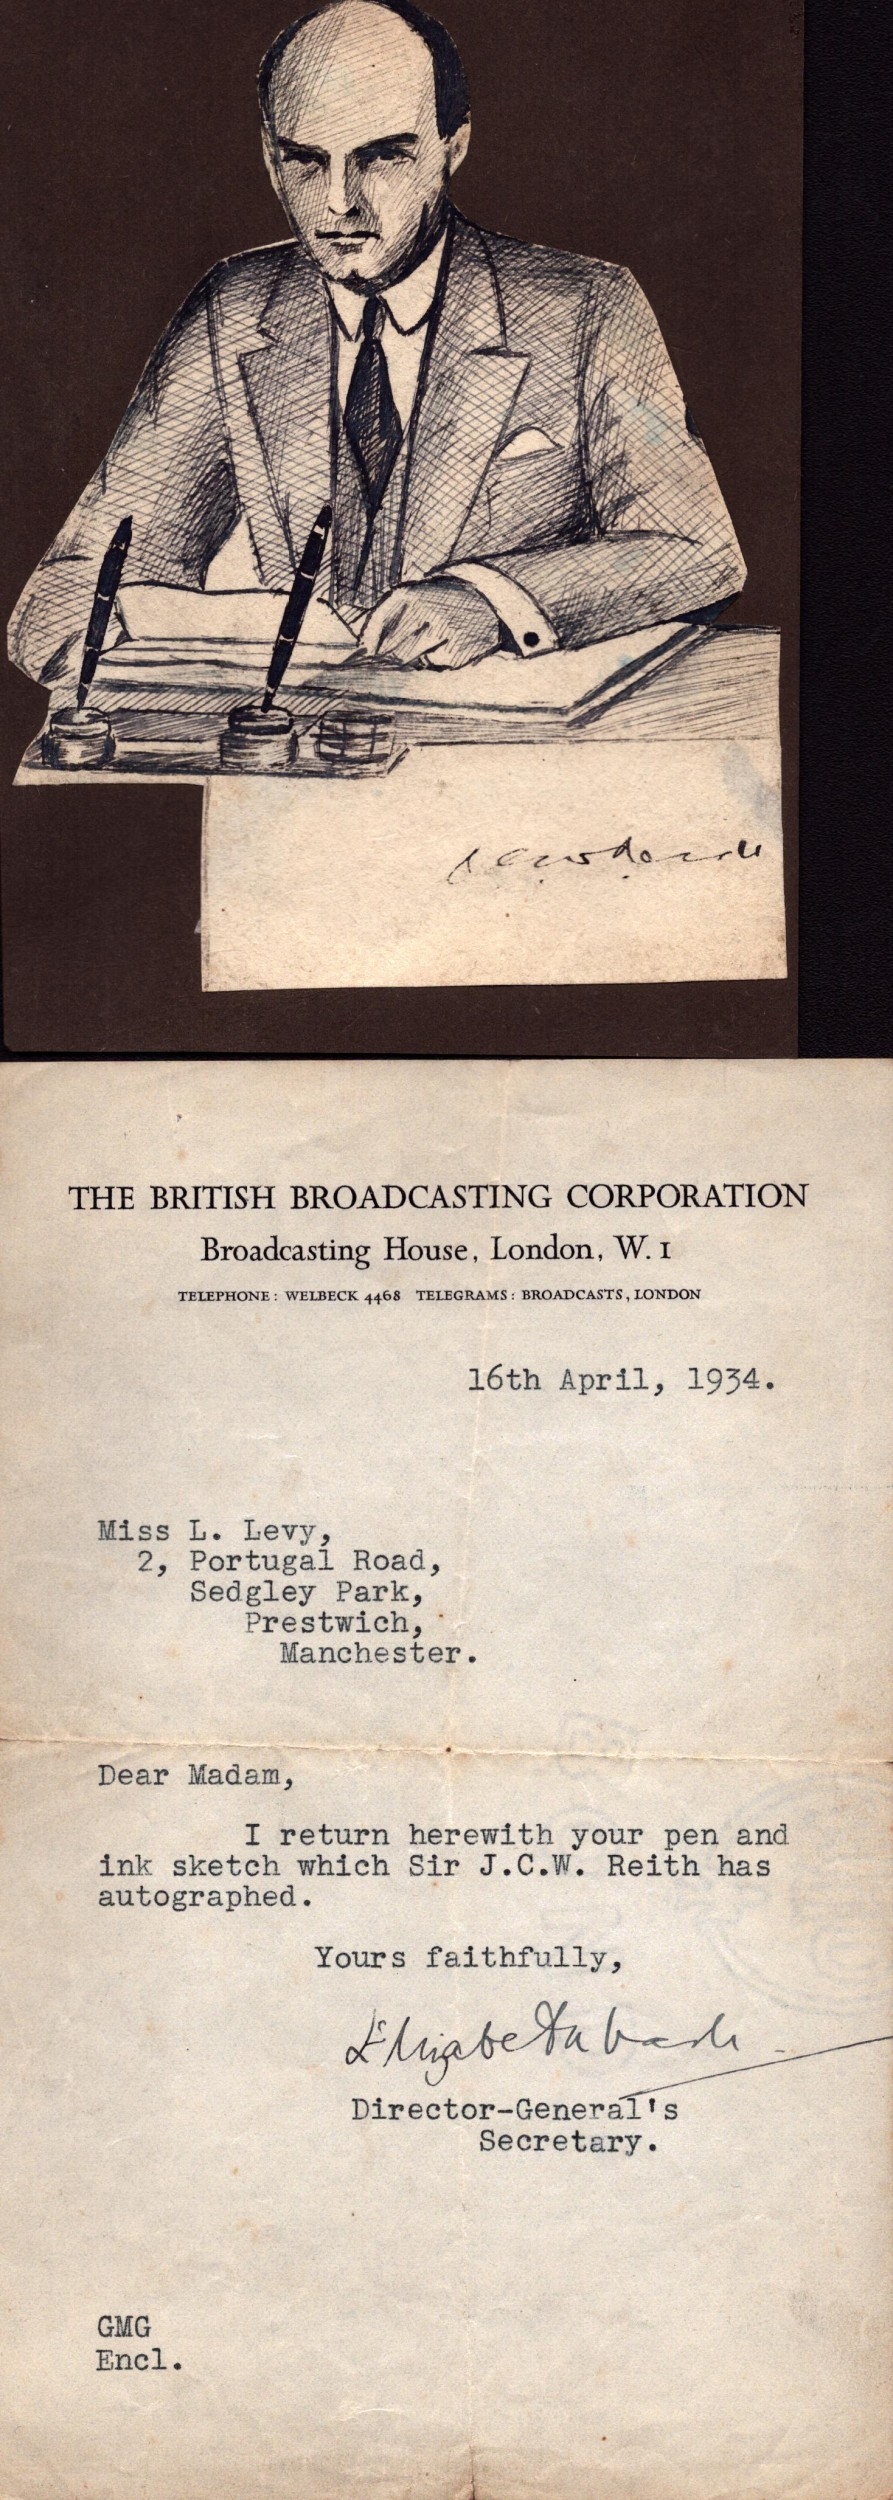 THE BRITISH BROADCASTING CORPORATION
Broadcasting House, London, W.1
TELEPHONE: WELBECK 4468 TELEGRAMS: BROADCASTS, LONDON
16th April, 1934.
Miss L. Levy,
2, Portugal Road,
Sedgley Park,
Prestwich,
Manchester.
Dear Madam,
I return herewith your pen and
ink sketch which Sir J.C.W. Reith has
autographed.
Yours faithfully,
Elizabeth
Director-General's
Secretary.
GMG
Encl.